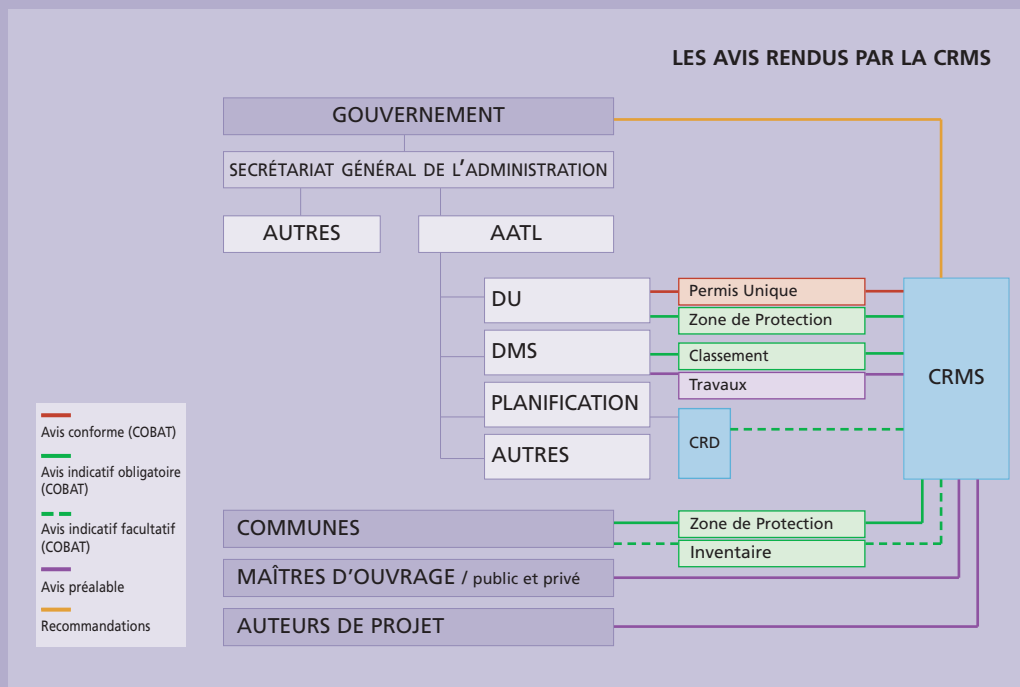 LES AVIS RENDUS PAR LA CRMS
GOUVERNEMENT
SECRÉTARIAT GÉNÉRAL DE L'ADMINISTRATION
AUTRES
AATL
DU
Permis Unique
Zone de Protection
DMS
Classement
Travaux
CRMS
PLANIFICATION
CRD
AUTRES
Avis conforme (COBAT)
Avis indicatif obligatoire
(COBAT)
Avis indicatif facultatif
(COBAT)
Avis préalable
Recommandations
COMMUNES
Zone de Protection
Inventaire
MAÎTRES D'OUVRAGE / public et privé
AUTEURS DE PROJET